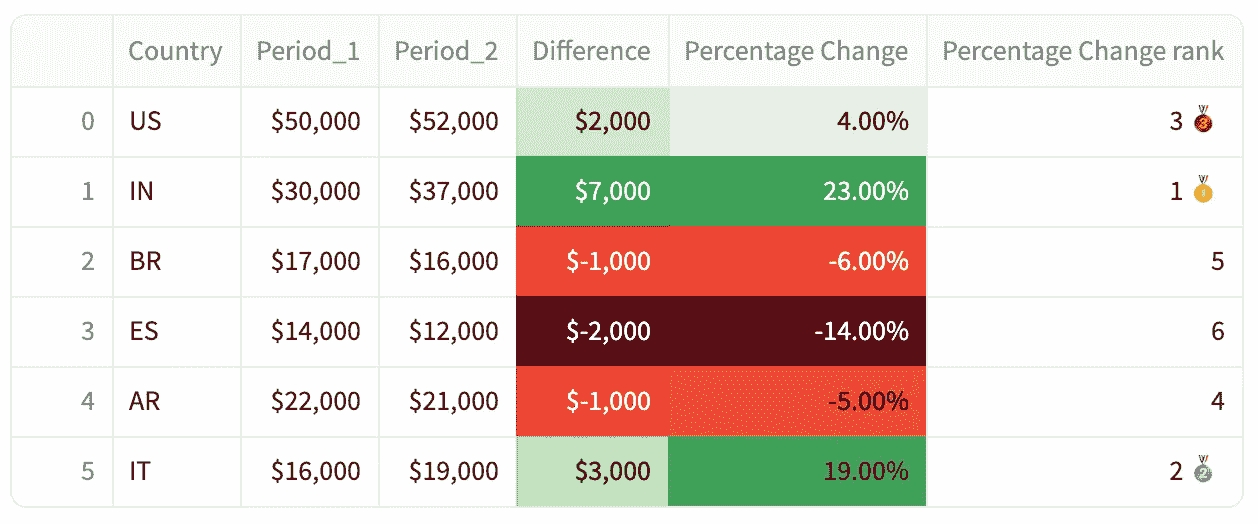 Country Period_1 Period_2 Difference Percentage Change Percentage Change rank
0 US $50,000 $52,000 $2,000 4.00% 3 🥉
1 IN $30,000 $37,000 $7,000 23.00% 1 🥇
2 BR $17,000 $16,000 $-1,000 -6.00% 5
3 ES $14,000 $12,000 $-2,000 -14.00% 6
4 AR $22,000 $21,000 $-1,000 -5.00% 4
5 IT $16,000 $19,000 $3,000 19.00% 2 🥈